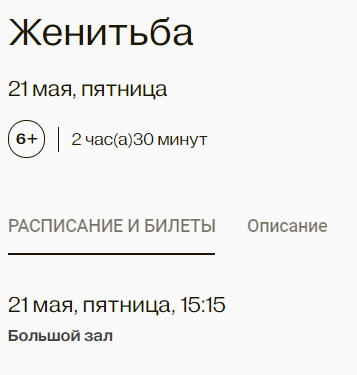 Женитьба
21 мая, пятница
6+ 2 час(а)30 минут
РАСПИСАНИЕ И БИЛЕТЫ Описание
21 мая, пятница, 15:15
Большой зал